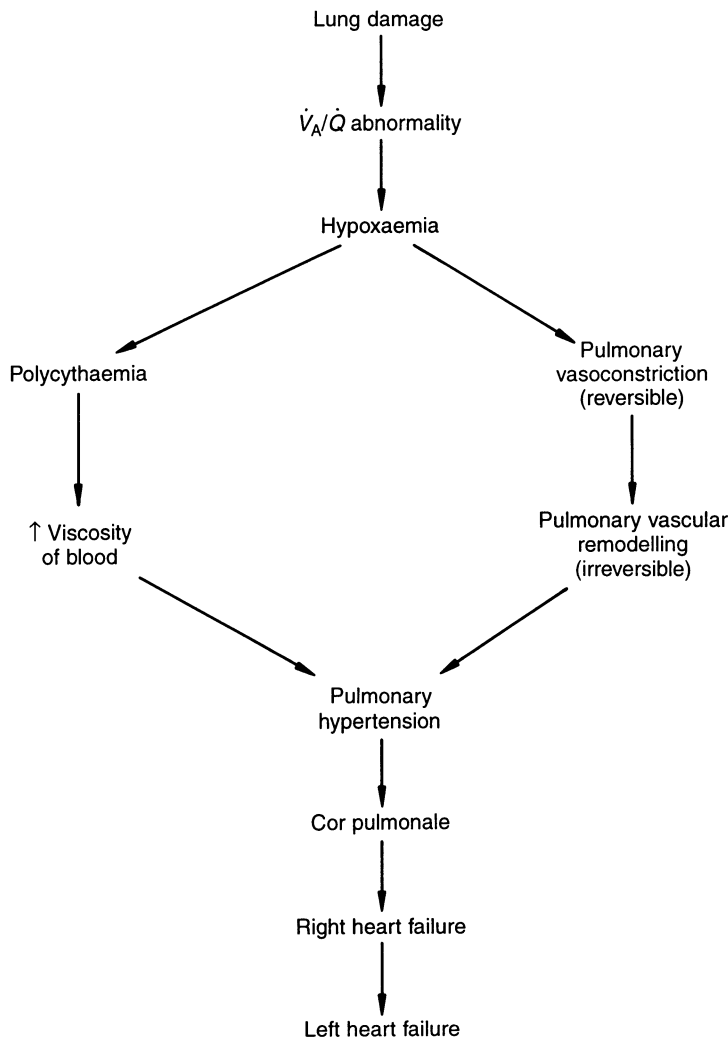 Lung damage
V̇A/Q̇ abnormality
Hypoxaemia
Polycythaemia
Pulmonary
vasoconstriction
(reversible)
↑ Viscosity
of blood
Pulmonary vascular
remodelling
(irreversible)
Pulmonary
hypertension
Cor pulmonale
Right heart failure
Left heart failure